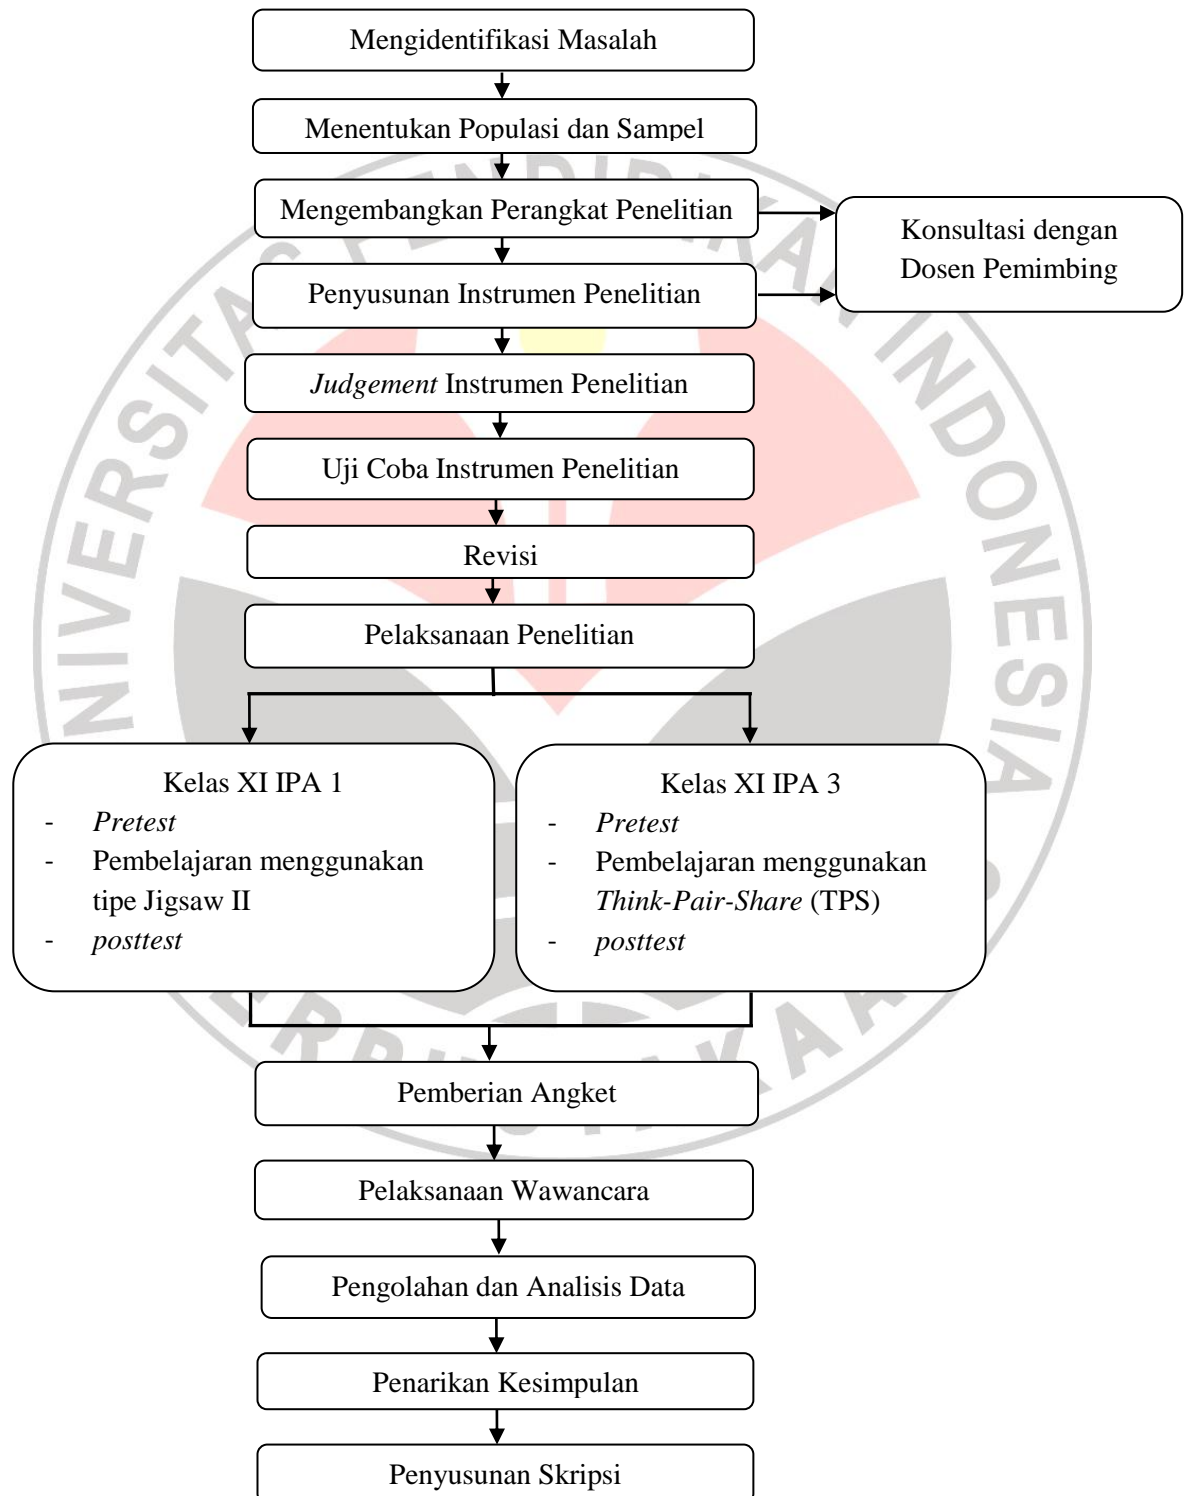 Mengidentifikasi Masalah
Menentukan Populasi dan Sampel
Mengembangkan Perangkat Penelitian
Konsultasi dengan
Dosen Pemimbing
Penyusunan Instrumen Penelitian
Judgement Instrumen Penelitian
Uji Coba Instrumen Penelitian
Revisi
Pelaksanaan Penelitian
Kelas XI IPA 1
- Pretest
- Pembelajaran menggunakan
tipe Jigsaw II
- posttest
Kelas XI IPA 3
- Pretest
- Pembelajaran menggunakan
Think-Pair-Share (TPS)
- posttest
Pemberian Angket
Pelaksanaan Wawancara
Pengolahan dan Analisis Data
Penarikan Kesimpulan
Penyusunan Skripsi